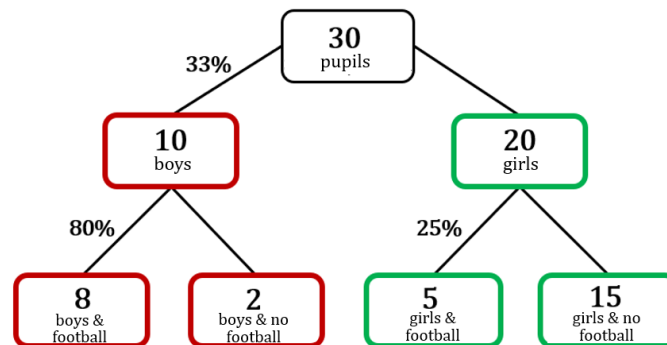 30
pupils
33%
10
boys
20
girls
80%
25%
8
boys &
football
2
boys & no
football
5
girls &
football
15
girls & no
football